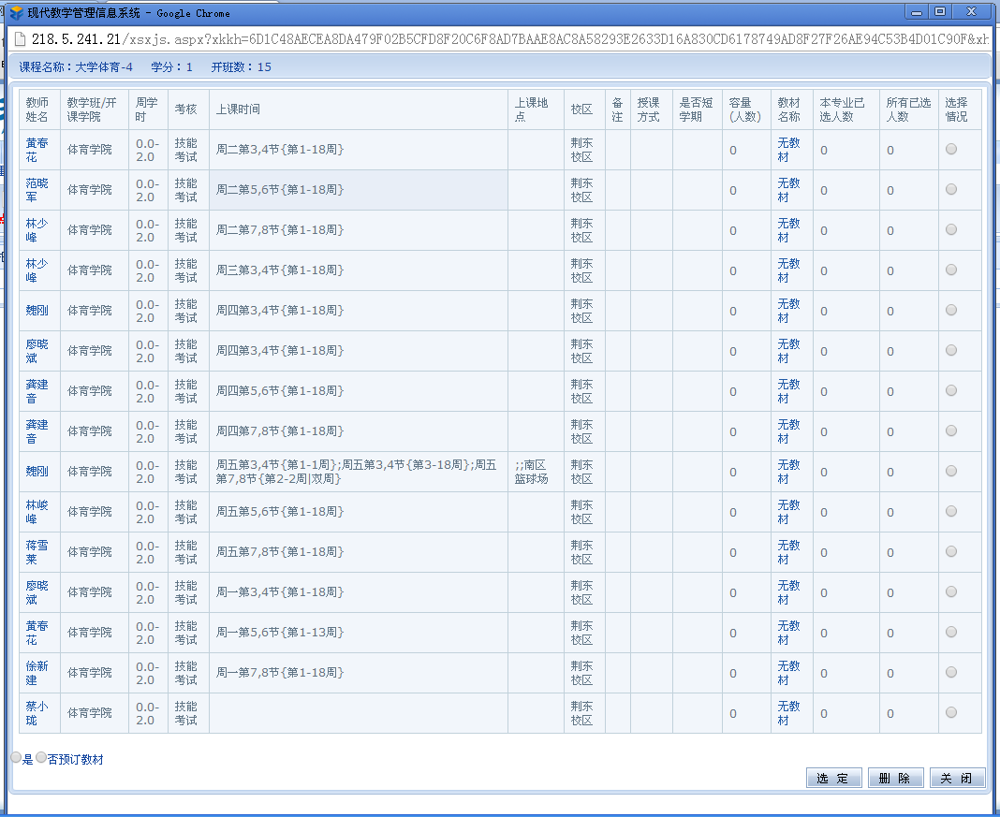 现代教学管理信息系统 - Google Chrome
218.5.241.21/xsxjs.aspx?xkkh=6D1C48AECEA8DA479F02B5CFD8F20C6F8AD7BAAE8AC8A58293E2633D16A830CD6178749AD8F27F26AE94C53B4D01C90F&xh
课程名称：大学体育-4 学分：1 开班数：15
教师姓名 教学班/开课学院 周学时 考核 上课时间 上课地点 校区 备注 授课方式 是否短学期 容量(人数) 教材名称 本专业已选人数 所有已选人数 选择情况
黄春花 体育学院 0.0-2.0 技能考试 周二第3,4节{第1-18周} 荆东校区 0 无教材 0 0
范晓军 体育学院 0.0-2.0 技能考试 周二第5,6节{第1-18周} 荆东校区 0 无教材 0 0
林少峰 体育学院 0.0-2.0 技能考试 周二第7,8节{第1-18周} 荆东校区 0 无教材 0 0
林少峰 体育学院 0.0-2.0 技能考试 周三第3,4节{第1-18周} 荆东校区 0 无教材 0 0
魏刚 体育学院 0.0-2.0 技能考试 周四第3,4节{第1-18周} 荆东校区 0 无教材 0 0
廖晓斌 体育学院 0.0-2.0 技能考试 周四第3,4节{第1-18周} 荆东校区 0 无教材 0 0
龚建音 体育学院 0.0-2.0 技能考试 周四第5,6节{第1-18周} 荆东校区 0 无教材 0 0
龚建音 体育学院 0.0-2.0 技能考试 周四第7,8节{第1-18周} 荆东校区 0 无教材 0 0
魏刚 体育学院 0.0-2.0 技能考试 周五第3,4节{第1-1周};周五第3,4节{第3-18周};周五第7,8节{第2-2周|双周} ;;南区篮球场 荆东校区 0 无教材 0 0
林峻峰 体育学院 0.0-2.0 技能考试 周五第5,6节{第1-18周} 荆东校区 0 无教材 0 0
蒋雪莱 体育学院 0.0-2.0 技能考试 周五第7,8节{第1-18周} 荆东校区 0 无教材 0 0
廖晓斌 体育学院 0.0-2.0 技能考试 周一第3,4节{第1-18周} 荆东校区 0 无教材 0 0
黄春花 体育学院 0.0-2.0 技能考试 周一第5,6节{第1-13周} 荆东校区 0 无教材 0 0
徐新建 体育学院 0.0-2.0 技能考试 周一第7,8节{第1-18周} 荆东校区 0 无教材 0 0
蔡小珑 体育学院 0.0-2.0 技能考试 荆东校区 0 无教材 0 0
是 否预订教材
选 定 删 除 关 闭